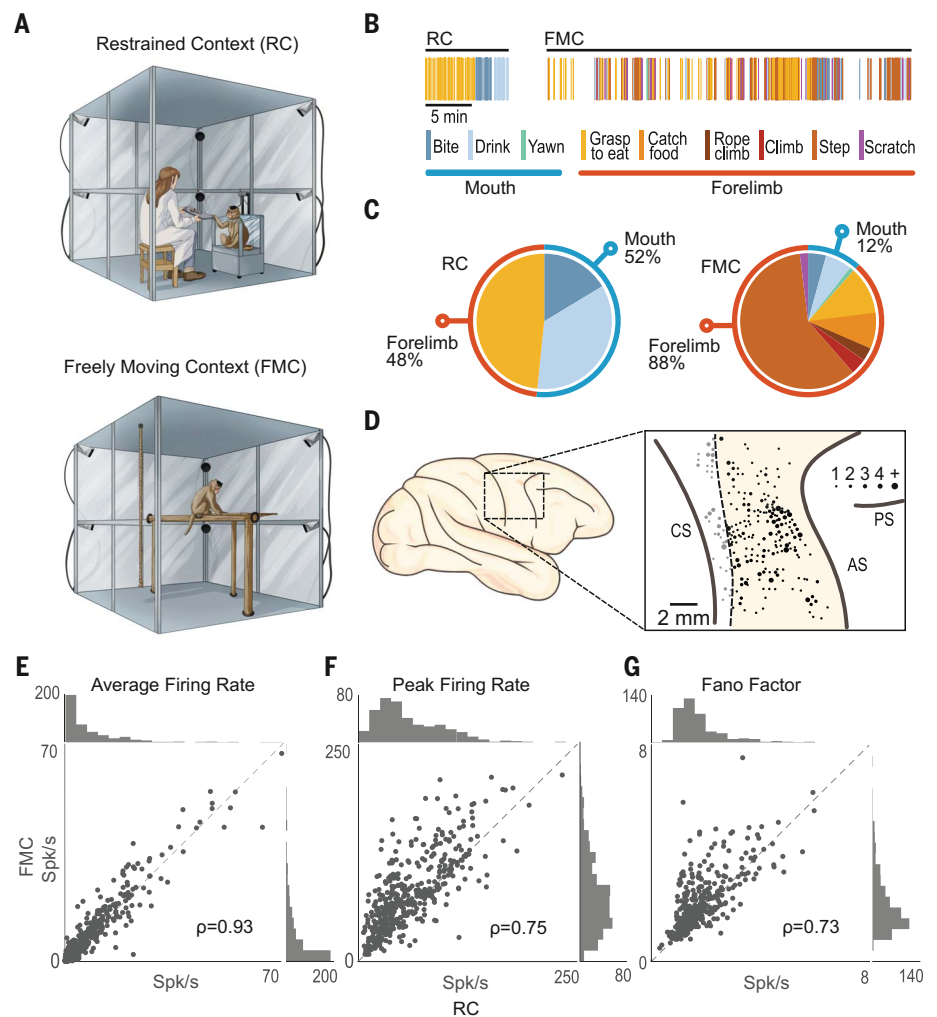 A
Restrained Context (RC)
Freely Moving Context (FMC)
B
RC
FMC
5 min
Bite
Drink
Yawn
Grasp
to eat
Catch
food
Rope
climb
Climb
Step
Scratch
Mouth
Forelimb
C
RC
Mouth
52%
Forelimb
48%
FMC
Mouth
12%
Forelimb
88%
D
CS
2 mm
1 2 3 4 +
PS
AS
E
Average Firing Rate
200
70
FMC
Spk/s
0
ρ=0.93
70
200
Spk/s
F
Peak Firing Rate
80
250
0
ρ=0.75
250
80
Spk/s
RC
G
Fano Factor
140
8
0
ρ=0.73
8
140
Spk/s